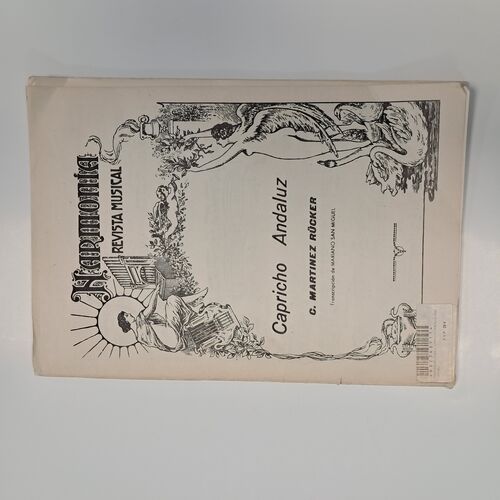 HARMONÍA
REVISTA MUSICAL
Capricho Andaluz
C. MARTINEZ RÜCKER
Transcripción de MARIANO SAN MIGUEL